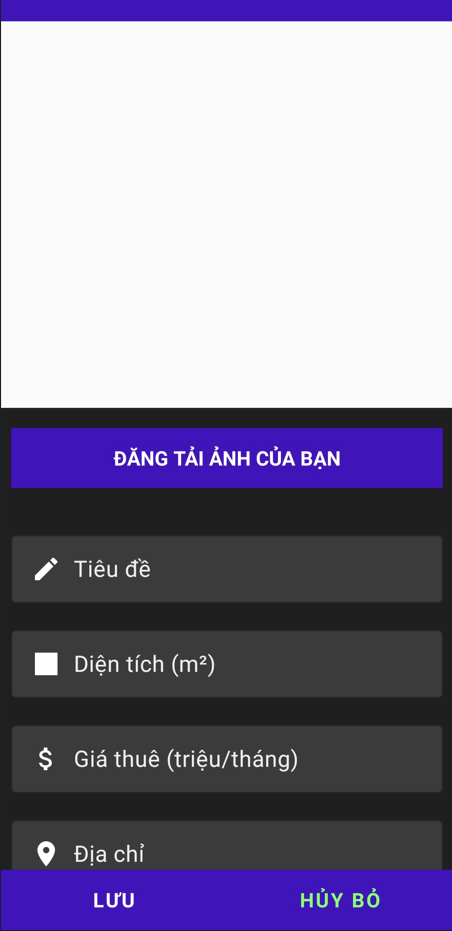 ĐĂNG TẢI ẢNH CỦA BẠN
Tiêu đề
Diện tích (m²)
$ Giá thuê (triệu/tháng)
Địa chỉ
LƯU HỦY BỎ